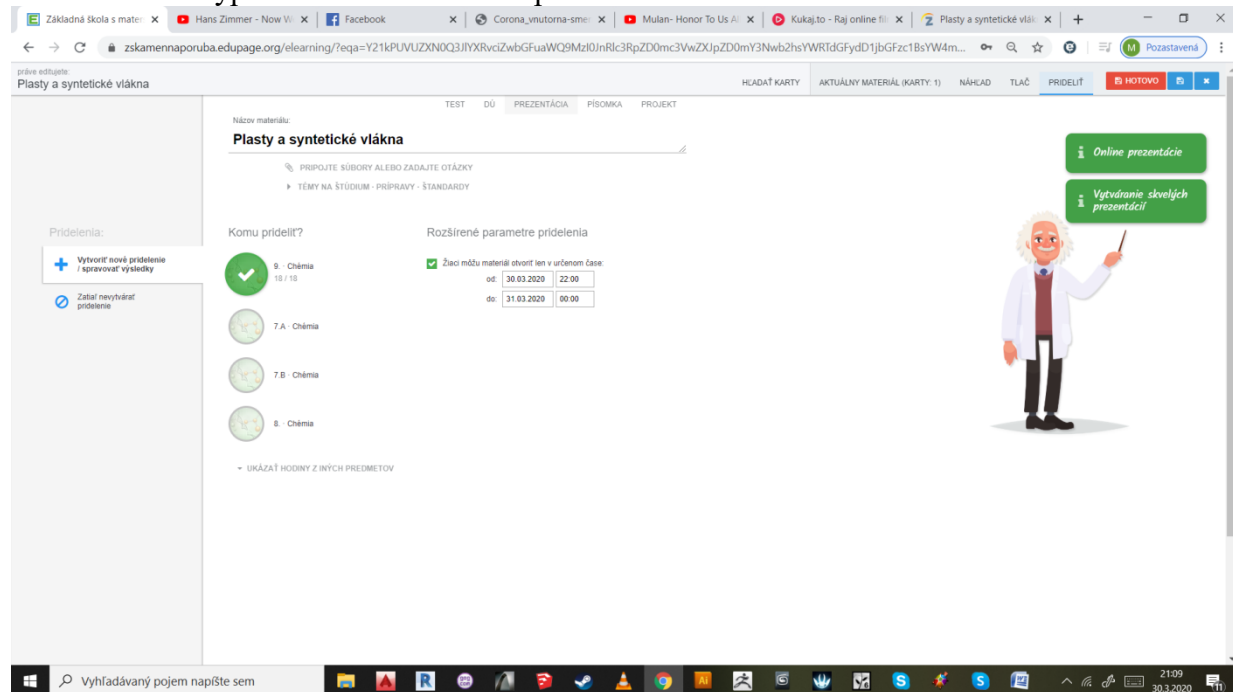 Základná škola s mater
Hans Zimmer - Now W
Facebook
Corona_vnutorna-smer
Mulan- Honor To Us Al
Kukaj.to - Raj online fil
Plasty a syntetické vlák
zskamennaporuba.edupage.org/elearning/?
Pozastavená
práve editujete:
Plasty a syntetické vlákna
HĽADAŤ KARTY
AKTUÁLNY MATERIÁL (KARTY: 1)
NÁHĽAD
TLAČ
PRIDELIŤ
HOTOVO
TEST DÚ PREZENTÁCIA PÍSOMKA PROJEKT
Názov materiálu:
Plasty a syntetické vlákna
PRIPOJTE SÚBORY ALEBO ZADAJTE OTÁZKY
TÉMY NA ŠTÚDIUM - PRÍPRAVY - ŠTANDARDY
Online prezentácie
Vytváranie skvelých
prezentácií
Pridelenia:
Vytvoriť nové pridelenie
/ spravovať výsledky
Zatiaľ nevytvárať
pridelenie
Komu prideliť?
9. · Chémia
18 / 18
7.A · Chémia
7.B · Chémia
8. · Chémia
UKÁZAŤ HODINY Z INÝCH PREDMETOV
Rozšírené parametre pridelenia
Žiaci môžu materiál otvoriť len v určenom čase:
od: 30.03.2020 22:00
do: 31.03.2020 00:00
Vyhľadávaný pojem napíšte sem
21:09
30.3.2020